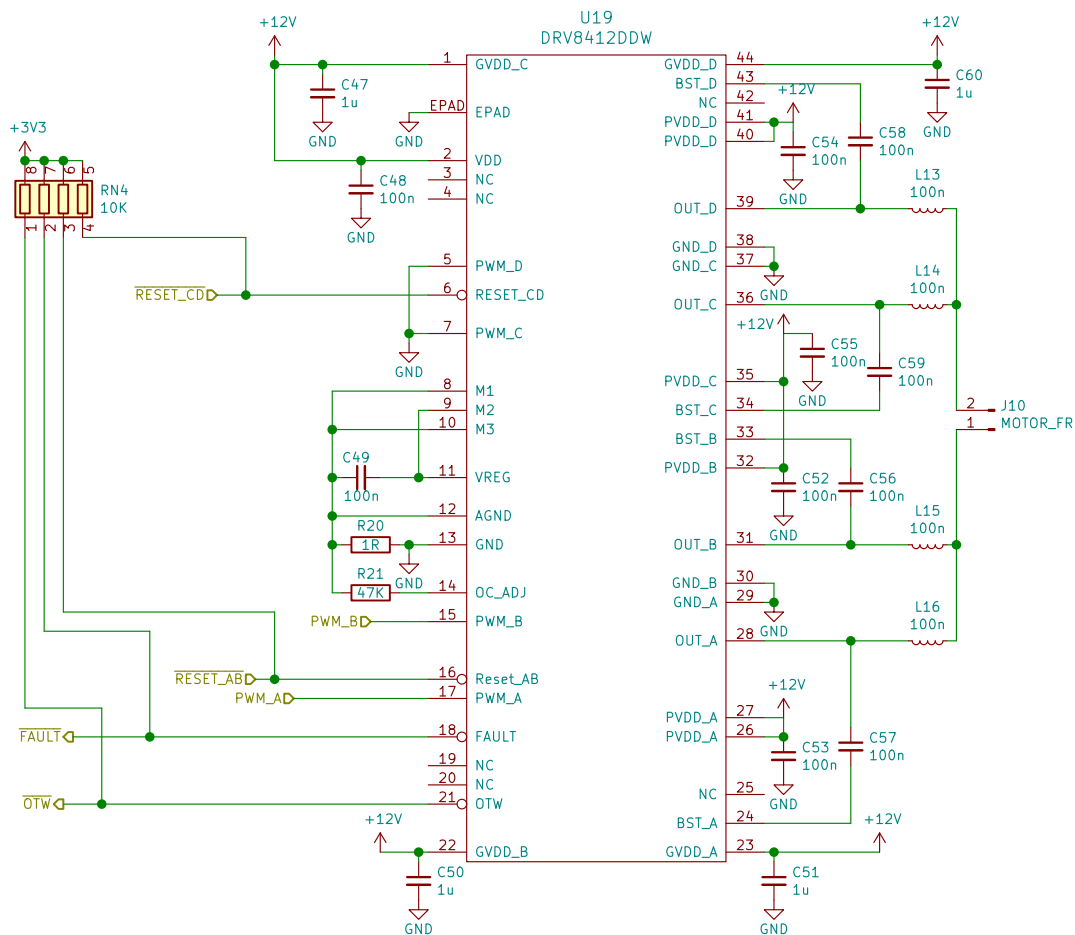 U19
DRV8412DDW
+12V
C47
1u
GND
+3V3
8
7
6
5
RN4
10K
1
2
3
4
C48
100n
GND
EPAD
GND
1
GVDD_C
EPAD
2
VDD
3
NC
4
NC
5
PWM_D
RESET_CD
6
RESET_CD
7
PWM_C
GND
8
M1
9
M2
10
M3
C49
100n
11
VREG
12
AGND
R20
1R
13
GND
GND
R21
47K
14
OC_ADJ
PWM_B
15
PWM_B
RESET_AB
16
Reset_AB
PWM_A
17
PWM_A
FAULT
18
FAULT
19
NC
20
NC
OTW
21
OTW
+12V
22
GVDD_B
C50
1u
GND
GVDD_D
44
+12V
C60
1u
GND
BST_D
43
NC
42
PVDD_D
41
+12V
PVDD_D
40
C54
100n
GND
C58
100n
OUT_D
39
L13
100n
GND_D
38
GND_C
37
GND
OUT_C
36
L14
100n
+12V
C55
100n
GND
C59
100n
PVDD_C
35
BST_C
34
2
1
J10
MOTOR_FR
BST_B
33
PVDD_B
32
C52
100n
GND
C56
100n
OUT_B
31
L15
100n
GND_B
30
GND_A
29
GND
OUT_A
28
L16
100n
+12V
PVDD_A
27
PVDD_A
26
C53
100n
GND
C57
100n
NC
25
BST_A
24
GVDD_A
23
+12V
C51
1u
GND